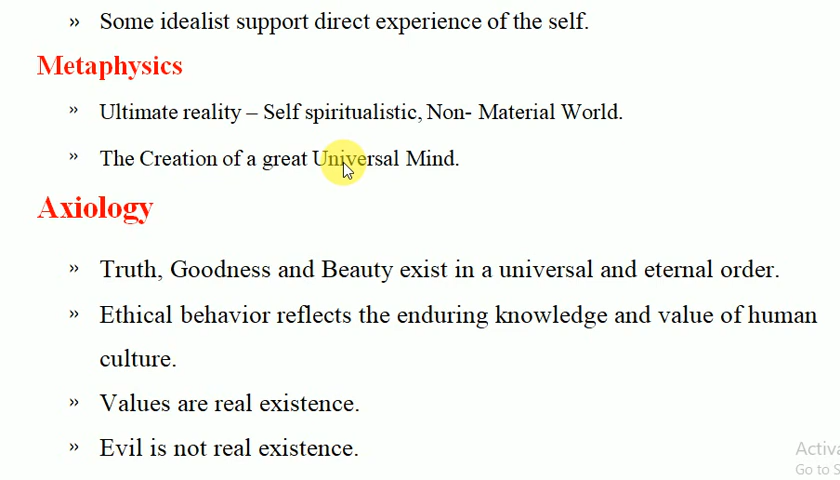 » Some idealist support direct experience of the self.
Metaphysics
» Ultimate reality – Self spiritualistic, Non- Material World.
» The Creation of a great Universal Mind.
Axiology
» Truth, Goodness and Beauty exist in a universal and eternal order.
» Ethical behavior reflects the enduring knowledge and value of human
culture.
» Values are real existence.
» Evil is not real existence.
Go to S